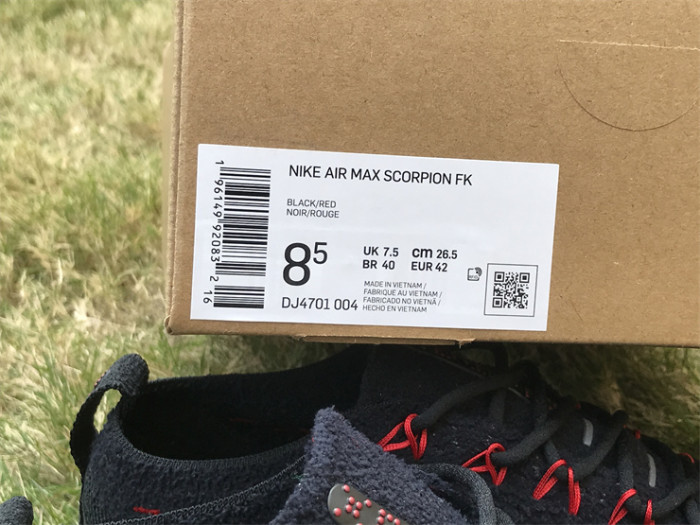 NIKE AIR MAX SCORPION FK
BLACK/RED
NOIR/ROUGE
8⁵
UK 7.5 cm 26.5
BR 40 EUR 42
DJ4701 004
MADE IN VIETNAM /
FABRIQUE AU VIETNAM /
FABRICADO NO VIETNÃ /
HECHO EN VIETNAM
1 96149 92083 2 16